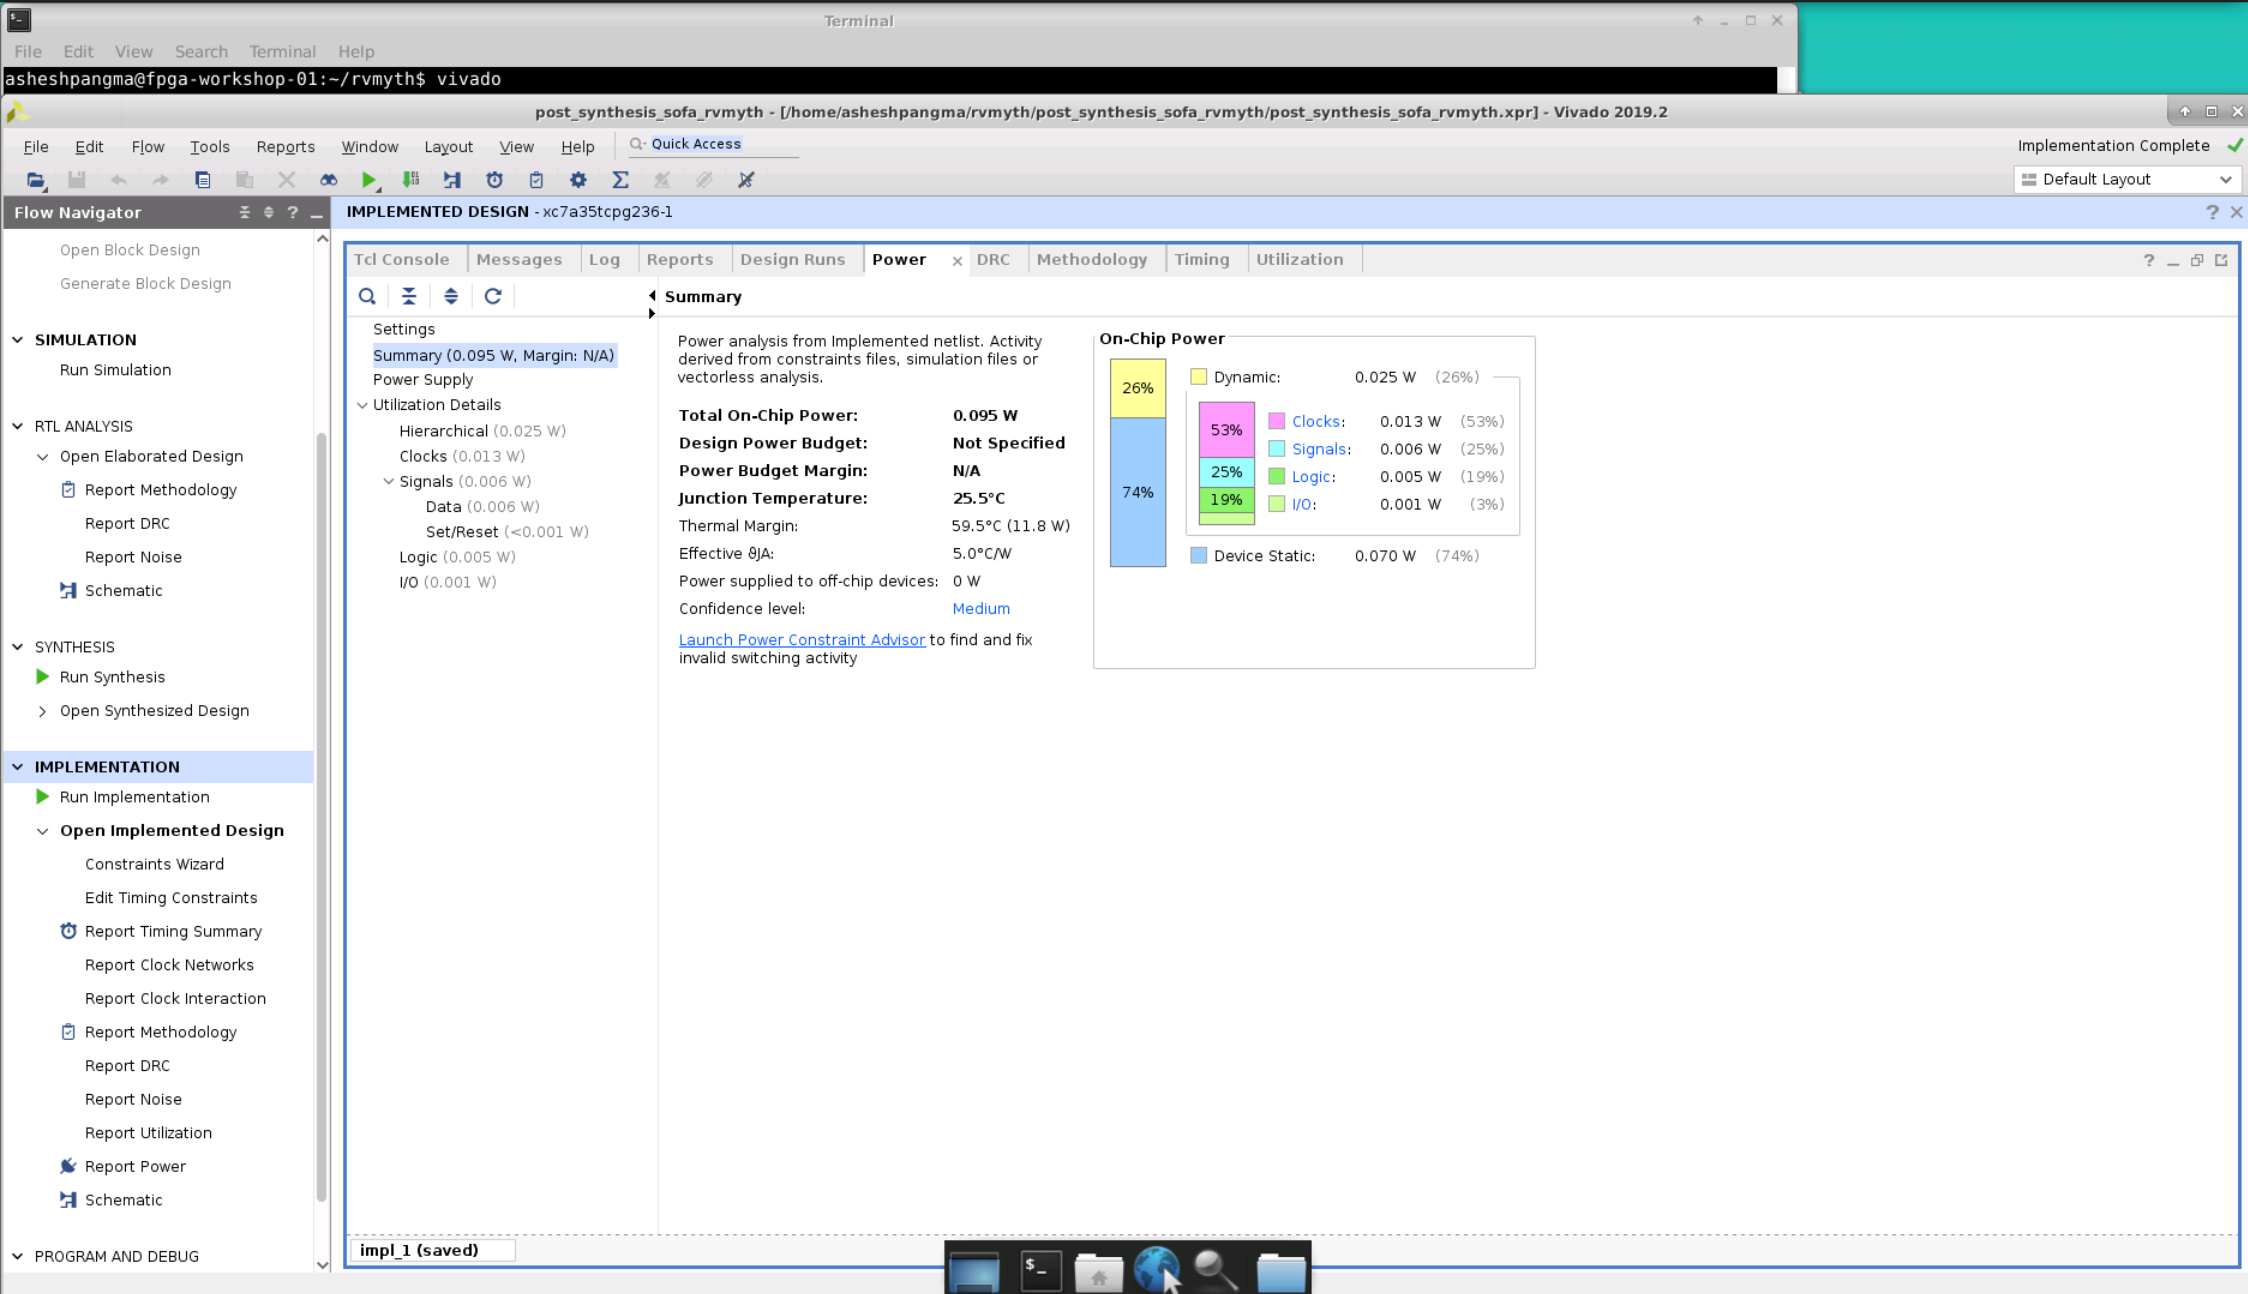 Terminal
File Edit View Search Terminal Help
asheshpangma@fpga-workshop-01:~/rvmyth$ vivado
post_synthesis_sofa_rvmyth - [/home/asheshpangma/rvmyth/post_synthesis_sofa_rvmyth/post_synthesis_sofa_rvmyth.xpr] - Vivado 2019.2
File Edit Flow Tools Reports Window Layout View Help Quick Access
Implementation Complete
Default Layout
Flow Navigator
Open Block Design
Generate Block Design
SIMULATION
Run Simulation
RTL ANALYSIS
Open Elaborated Design
Report Methodology
Report DRC
Report Noise
Schematic
SYNTHESIS
Run Synthesis
Open Synthesized Design
IMPLEMENTATION
Run Implementation
Open Implemented Design
Constraints Wizard
Edit Timing Constraints
Report Timing Summary
Report Clock Networks
Report Clock Interaction
Report Methodology
Report DRC
Report Noise
Report Utilization
Report Power
Schematic
PROGRAM AND DEBUG
IMPLEMENTED DESIGN - xc7a35tcpg236-1
Tcl Console Messages Log Reports Design Runs Power DRC Methodology Timing Utilization
Settings
Summary (0.095 W, Margin: N/A)
Power Supply
Utilization Details
Hierarchical (0.025 W)
Clocks (0.013 W)
Signals (0.006 W)
Data (0.006 W)
Set/Reset (<0.001 W)
Logic (0.005 W)
I/O (0.001 W)
Summary
Power analysis from Implemented netlist. Activity
derived from constraints files, simulation files or
vectorless analysis.
Total On-Chip Power: 0.095 W
Design Power Budget: Not Specified
Power Budget Margin: N/A
Junction Temperature: 25.5°C
Thermal Margin: 59.5°C (11.8 W)
Effective ϑJA: 5.0°C/W
Power supplied to off-chip devices: 0 W
Confidence level: Medium
Launch Power Constraint Advisor to find and fix
invalid switching activity
On-Chip Power
26%
74%
Dynamic: 0.025 W (26%)
53%
25%
19%
Clocks: 0.013 W (53%)
Signals: 0.006 W (25%)
Logic: 0.005 W (19%)
I/O: 0.001 W (3%)
Device Static: 0.070 W (74%)
impl_1 (saved)